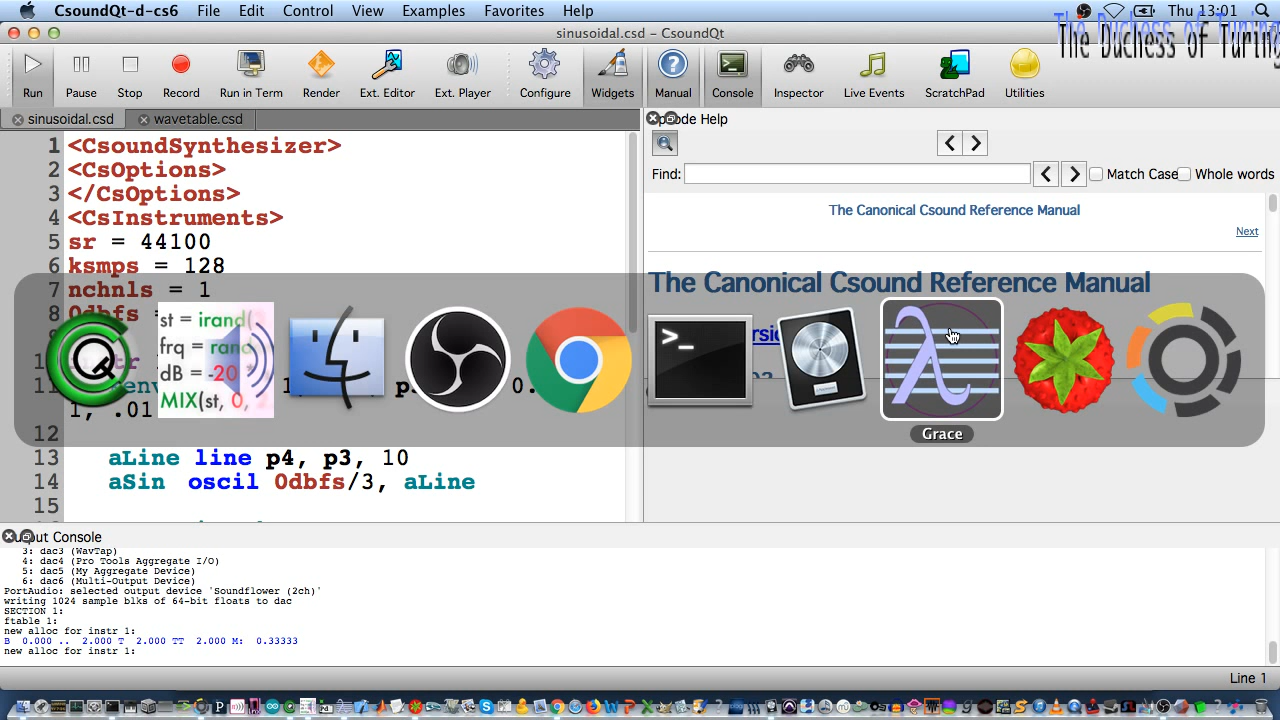 CsoundQt-d-cs6 File Edit Control View Examples Favorites Help Thu 13:01
The Duchess of Tuning
The Duchess of Tuning
sinusoidal.csd – CsoundQt
Run Pause Stop Record Run in Term Render Ext. Editor Ext. Player Configure Widgets Manual Console Inspector Live Events ScratchPad Utilities
sinusoidal.csd wavetable.csd
1 <CsoundSynthesizer>
2 <CsOptions>
3 </CsOptions>
4 <CsInstruments>
5 sr = 44100
6 ksmps = 128
7 nchnls = 1
8 0dbfs =
1, .01
12
13 aLine line p4, p3, 10
14 aSin oscil 0dbfs/3, aLine
15
Opcode Help
Find: Match Case Whole words
The Canonical Csound Reference Manual
Next
The Canonical Csound Reference Manual
st = irand(
frq = rand
dB = -20 *
MIX(st, 0,
>_
Grace
Output Console
3: dac3 (WavTap)
4: dac4 (Pro Tools Aggregate I/O)
5: dac5 (My Aggregate Device)
6: dac6 (Multi-Output Device)
PortAudio: selected output device 'Soundflower (2ch)'
writing 1024 sample blks of 64-bit floats to dac
SECTION 1:
ftable 1:
new alloc for instr 1:
B 0.000 .. 2.000 T 2.000 TT 2.000 M: 0.33333
new alloc for instr 1:
Line 1